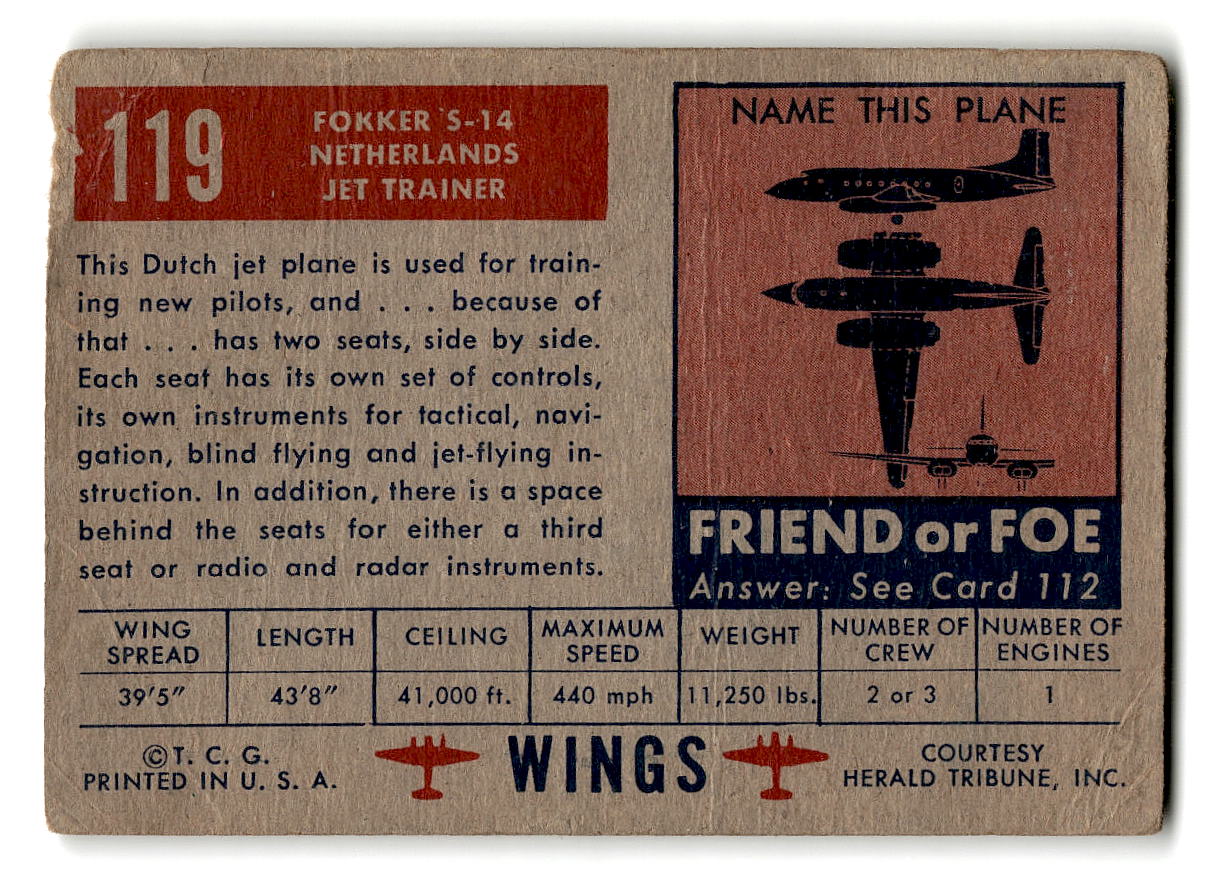 119
FOKKER S-14
NETHERLANDS
JET TRAINER
This Dutch jet plane is used for train-
ing new pilots, and . . . because of
that . . . has two seats, side by side.
Each seat has its own set of controls,
its own instruments for tactical, navi-
gation, blind flying and jet-flying in-
struction. In addition, there is a space
behind the seats for either a third
seat or radio and radar instruments.
NAME THIS PLANE
FRIEND or FOE
Answer: See Card 112
WING SPREAD
LENGTH
CEILING
MAXIMUM SPEED
WEIGHT
NUMBER OF CREW
NUMBER OF ENGINES
39'5"
43'8"
41,000 ft.
440 mph
11,250 lbs.
2 or 3
1
©T. C. G.
PRINTED IN U. S. A.
WINGS
COURTESY
HERALD TRIBUNE, INC.